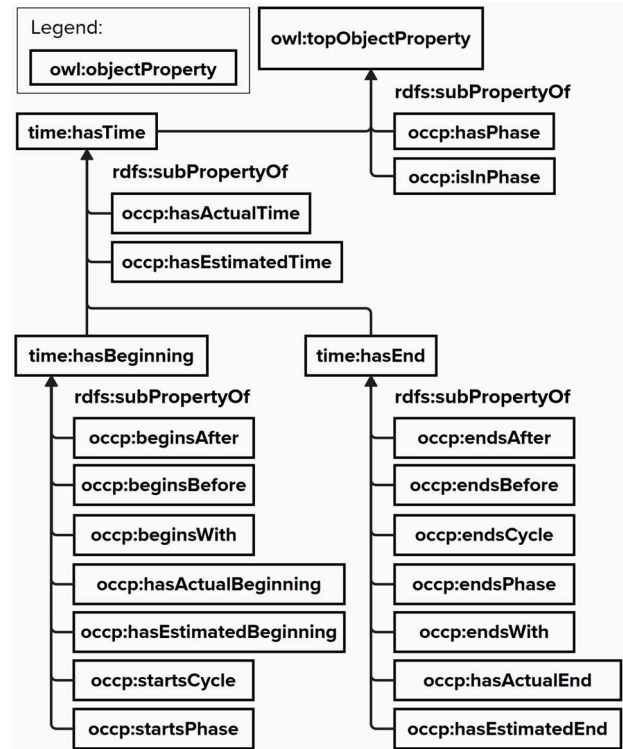 Legend:
owl:objectProperty
owl:topObjectProperty
rdfs:subPropertyOf
time:hasTime
occp:hasPhase
occp:isInPhase
rdfs:subPropertyOf
occp:hasActualTime
occp:hasEstimatedTime
time:hasBeginning
time:hasEnd
rdfs:subPropertyOf
occp:beginsAfter
occp:beginsBefore
occp:beginsWith
occp:hasActualBeginning
occp:hasEstimatedBeginning
occp:startsCycle
occp:startsPhase
rdfs:subPropertyOf
occp:endsAfter
occp:endsBefore
occp:endsCycle
occp:endsPhase
occp:endsWith
occp:hasActualEnd
occp:hasEstimatedEnd